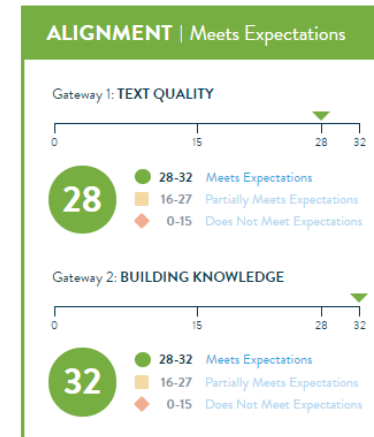 ALIGNMENT | Meets Expectations
Gateway 1: TEXT QUALITY
0 15 28 32
28
28-32 Meets Expectations
16-27 Partially Meets Expectations
0-15 Does Not Meet Expectations
Gateway 2: BUILDING KNOWLEDGE
0 15 28 32
32
28-32 Meets Expectations
16-27 Partially Meets Expectations
0-15 Does Not Meet Expectations